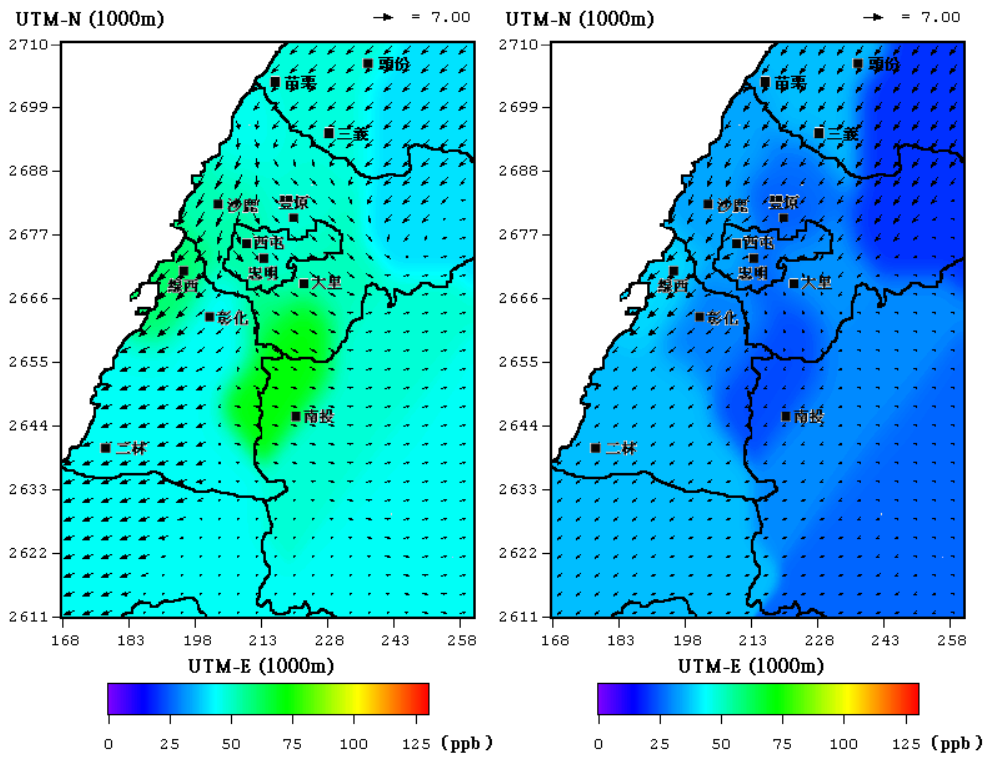 UTM-N (1000m)
= 7.00
2710
2699
2688
2677
2666
2655
2644
2633
2622
2611
頭份
苗栗
三義
沙鹿
豐原
西屯
忠明
大里
線西
彰化
南投
二林
168 183 198 213 228 243 258
UTM-E (1000m)
0 25 50 75 100 125 (ppb)
UTM-N (1000m)
= 7.00
2710
2699
2688
2677
2666
2655
2644
2633
2622
2611
頭份
苗栗
三義
沙鹿
豐原
西屯
忠明
大里
線西
彰化
南投
二林
168 183 198 213 228 243 258
UTM-E (1000m)
0 25 50 75 100 125 (ppb)